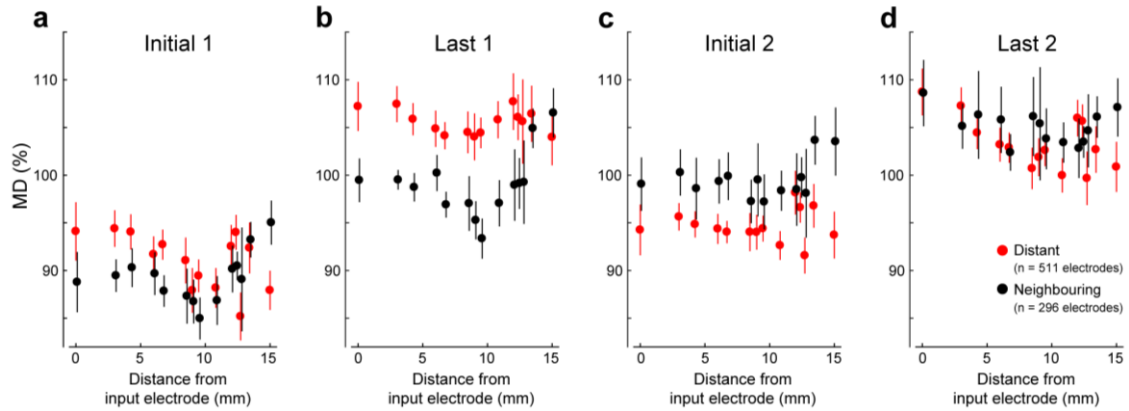 a
Initial 1
b
Last 1
c
Initial 2
d
Last 2
MD (%)
110
100
90
0 5 10 15
Distance from
input electrode (mm)
110
100
90
0 5 10 15
Distance from
input electrode (mm)
110
100
90
0 5 10 15
Distance from
input electrode (mm)
110
100
90
Distant
(n = 511 electrodes)
Neighbouring
(n = 296 electrodes)
0 5 10 15
Distance from
input electrode (mm)